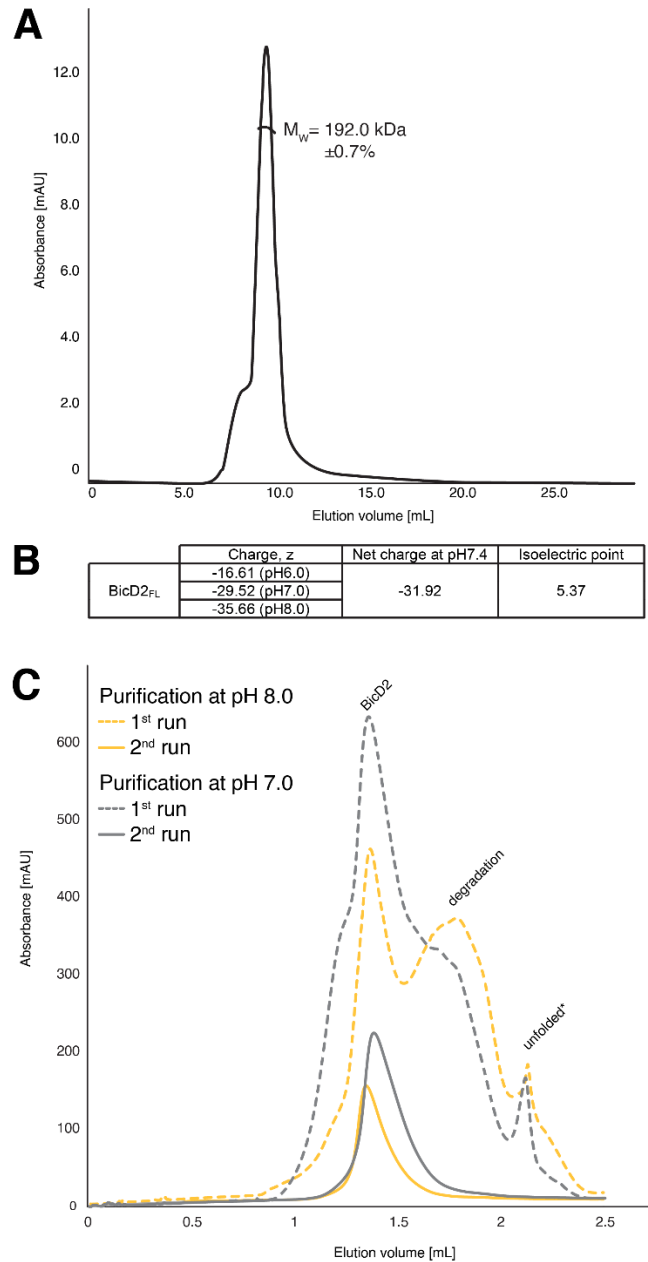 A
12.0
10.0
8.0
6.0
4.0
2.0
0
Absorbance [mAU]
Mw= 192.0 kDa
±0.7%
0 5.0 10.0 15.0 20.0 25.0
Elution volume [mL]
B
Charge, z Net charge at pH7.4 Isoelectric point
BicD2FL
-16.61 (pH6.0)
-29.52 (pH7.0)
-35.66 (pH8.0)
-31.92
5.37
C
Purification at pH 8.0
1st run
2nd run
Purification at pH 7.0
1st run
2nd run
BicD2
degradation
unfolded*
600
500
400
300
200
100
0
Absorbance [mAU]
0 0.5 1 1.5 2 2.5
Elution volume [mL]